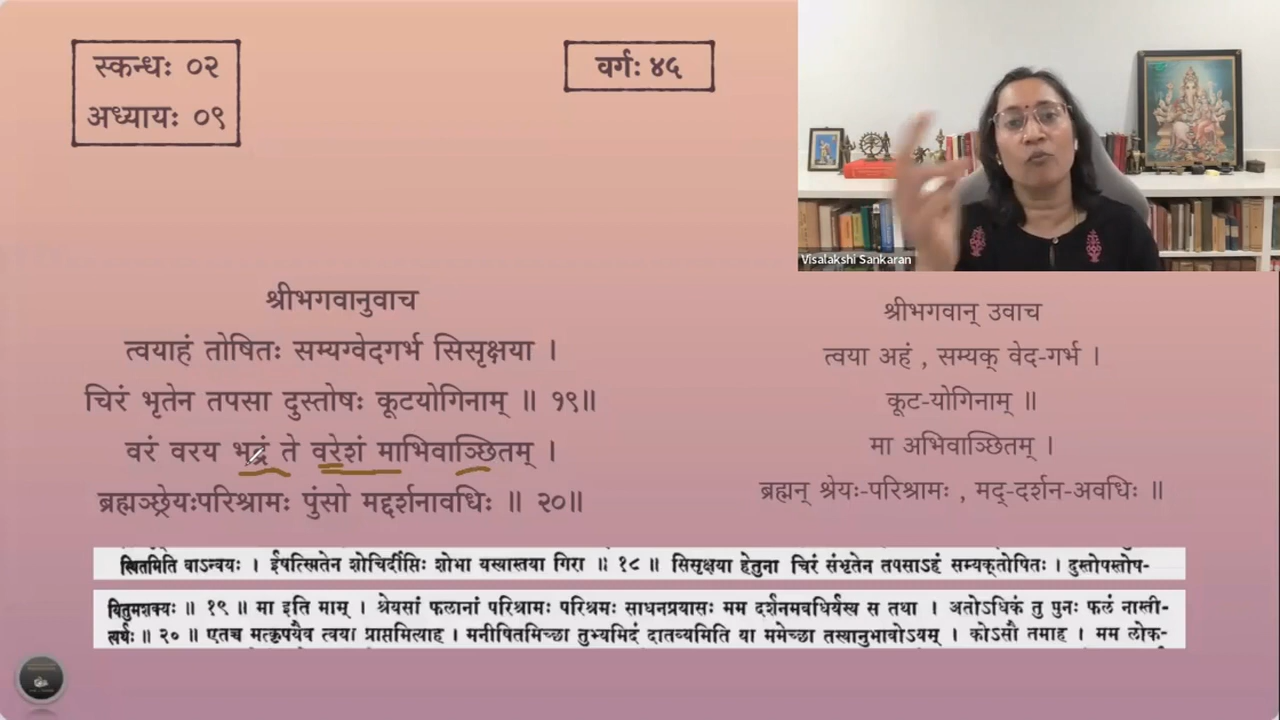 स्कन्धः ०२
अध्यायः ०९
वर्गः ४५
Visalakshi Sankaran
श्रीभगवानुवाच
त्वयाहं तोषितः सम्यग्वेदगर्भ सिसृक्षया ।
चिरं भृतेन तपसा दुस्तोषः कूटयोगिनाम् ॥ १९॥
वरं वरय भद्रं ते वरेशं माभिवाञ्छितम् ।
ब्रह्मञ्छ्रेयःपरिश्रामः पुंसो मद्दर्शनावधिः ॥ २०॥
श्रीभगवान् उवाच
त्वया अहं , सम्यक् वेद-गर्भ ।
कूट-योगिनाम् ॥
मा अभिवाञ्छितम् ।
ब्रह्मन् श्रेयः-परिश्रामः , मद्-दर्शन-अवधिः ॥
स्मितमिति वाऽन्वयः । ईषत्स्मितेन शोचिर्दीप्तिः शोभा यस्यास्तया गिरा ॥ १८ ॥ सिसृक्षया हेतुना चिरं संभृतेन तपसाऽहं सम्यक्तोषितः । दुस्तोषस्तोष-
यितुमशक्यः ॥ १९ ॥ मा इति माम् । श्रेयसां फलानां परिश्रामः परिश्रमः साधनप्रयासः मम दर्शनमवधिर्यस्य स तथा । अतोऽधिकं तु पुनः फलं नास्ती-
त्यर्थः ॥ २० ॥ एतच्च मत्कृपयैव त्वया प्राप्तमित्याह । मनीषितमिच्छा तुभ्यमिदं दातव्यमिति या ममेच्छा तस्यानुभावोऽयम् । कोऽसौ तमाह । मम लोक-